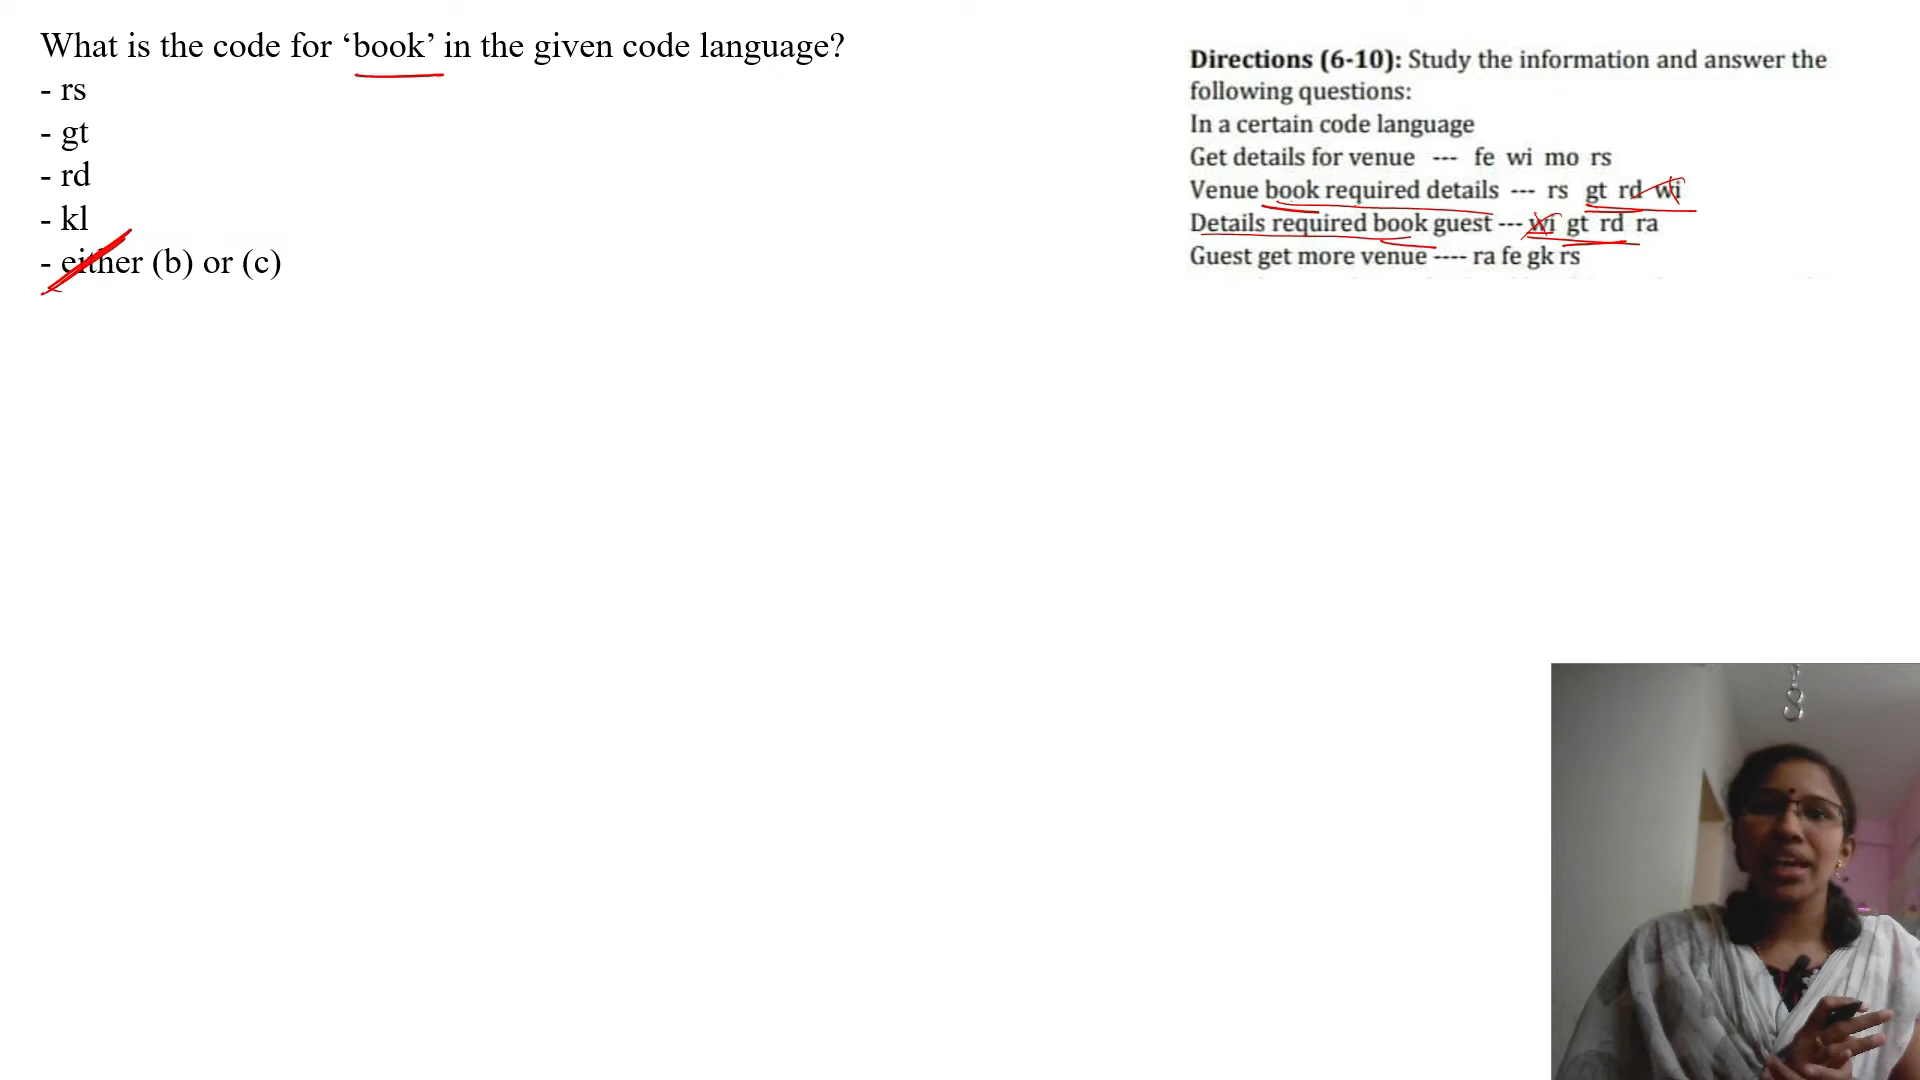 What is the code for ‘book’ in the given code language?
- rs
- gt
- rd
- kl
- either (b) or (c)
Directions (6-10): Study the information and answer the
following questions:
In a certain code language
Get details for venue --- fe wi mo rs
Venue book required details --- rs gt rd wi
Details required book guest --- wi gt rd ra
Guest get more venue ---- ra fe gk rs